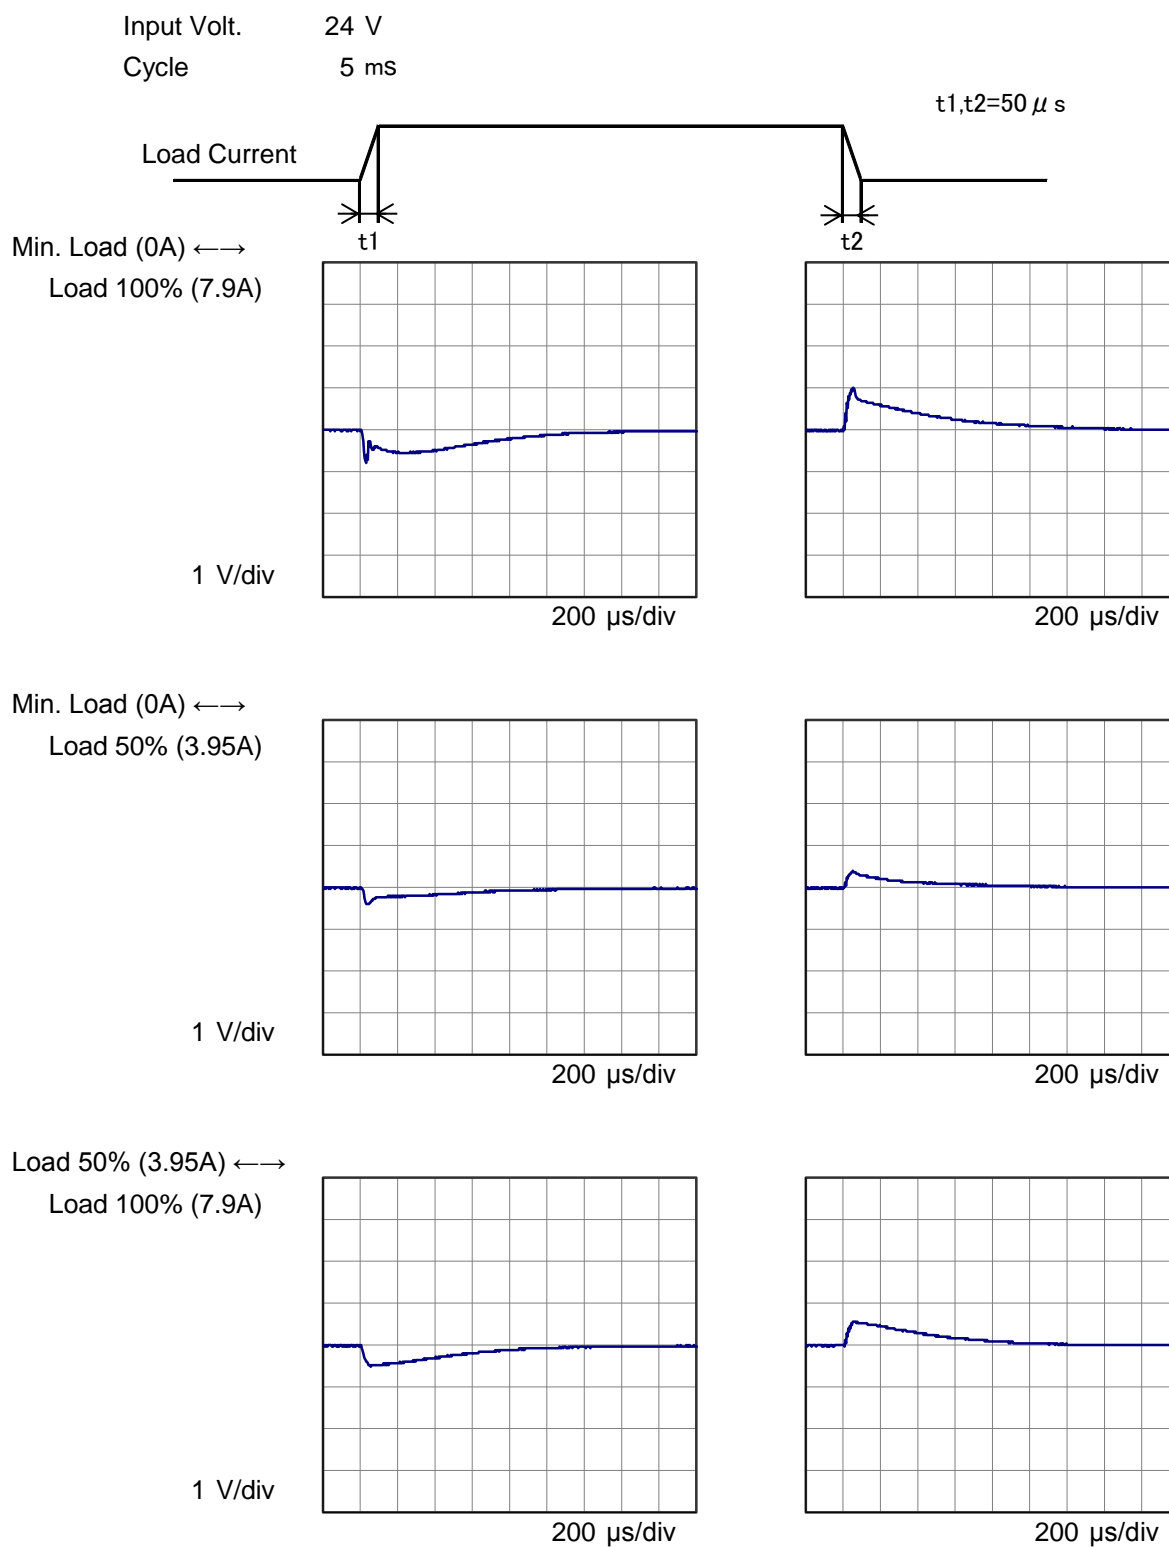 Input Volt. 24 V
Cycle 5 ms
t1,t2=50μs
Load Current
t1 t2
Min. Load (0A) ←→
Load 100% (7.9A)
1 V/div
200 µs/div 200 µs/div
Min. Load (0A) ←→
Load 50% (3.95A)
1 V/div
200 µs/div 200 µs/div
Load 50% (3.95A) ←→
Load 100% (7.9A)
1 V/div
200 µs/div 200 µs/div